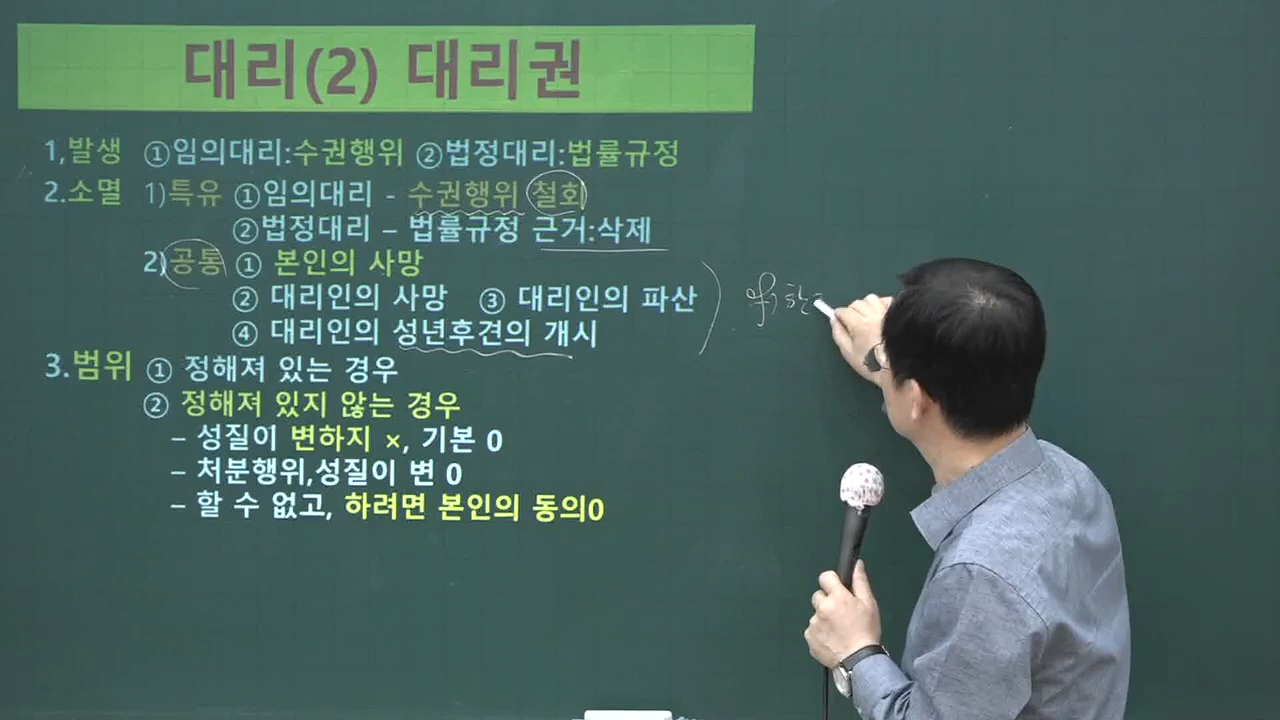 대리(2) 대리권
1,발생 ①임의대리:수권행위 ②법정대리:법률규정
2.소멸 1)특유 ①임의대리 - 수권행위 철회
②법정대리 – 법률규정 근거:삭제
2)공통 ① 본인의 사망
② 대리인의 사망 ③ 대리인의 파산
④ 대리인의 성년후견의 개시
3.범위 ① 정해져 있는 경우
② 정해져 있지 않는 경우
– 성질이 변하지 ×, 기본 0
– 처분행위,성질이 변 0
– 할 수 없고, 하려면 본인의 동의0